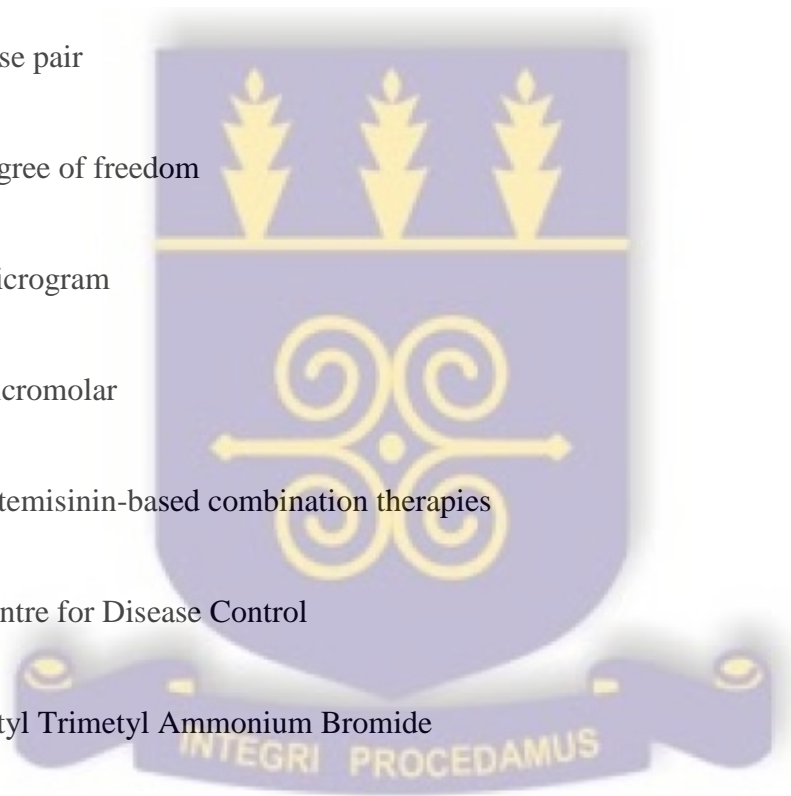 se pair
gree of freedom
icrogram
icromolar
temisinin-based combination therapies
ntre for Disease Control
tyl Trimetyl Ammonium Bromide
INTEGRI PROCEDAMUS